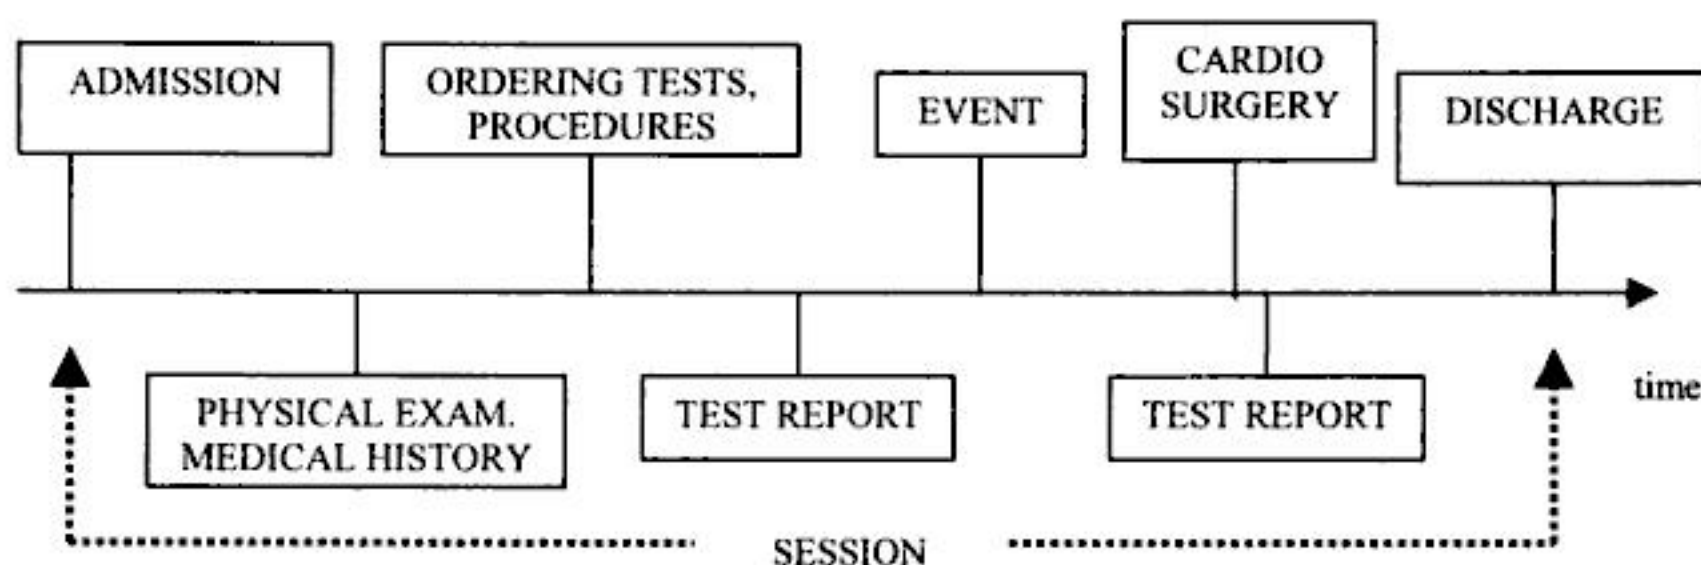 ADMISSION
ORDERING TESTS,
PROCEDURES
EVENT
CARDIO
SURGERY
DISCHARGE
time
PHYSICAL EXAM.
MEDICAL HISTORY
TEST REPORT
TEST REPORT
SESSION